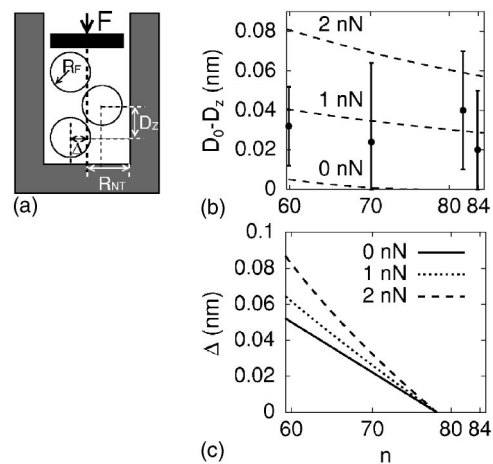 F
R_F
D_Z
Δ
R_NT
(a)
D_0-D_z (nm)
0.08
0.06
0.04
0.02
0
2 nN
1 nN
0 nN
60
70
80
84
(b)
Δ (nm)
0.1
0.08
0.06
0.04
0.02
0
0 nN
1 nN
2 nN
60
70
80
84
n
(c)